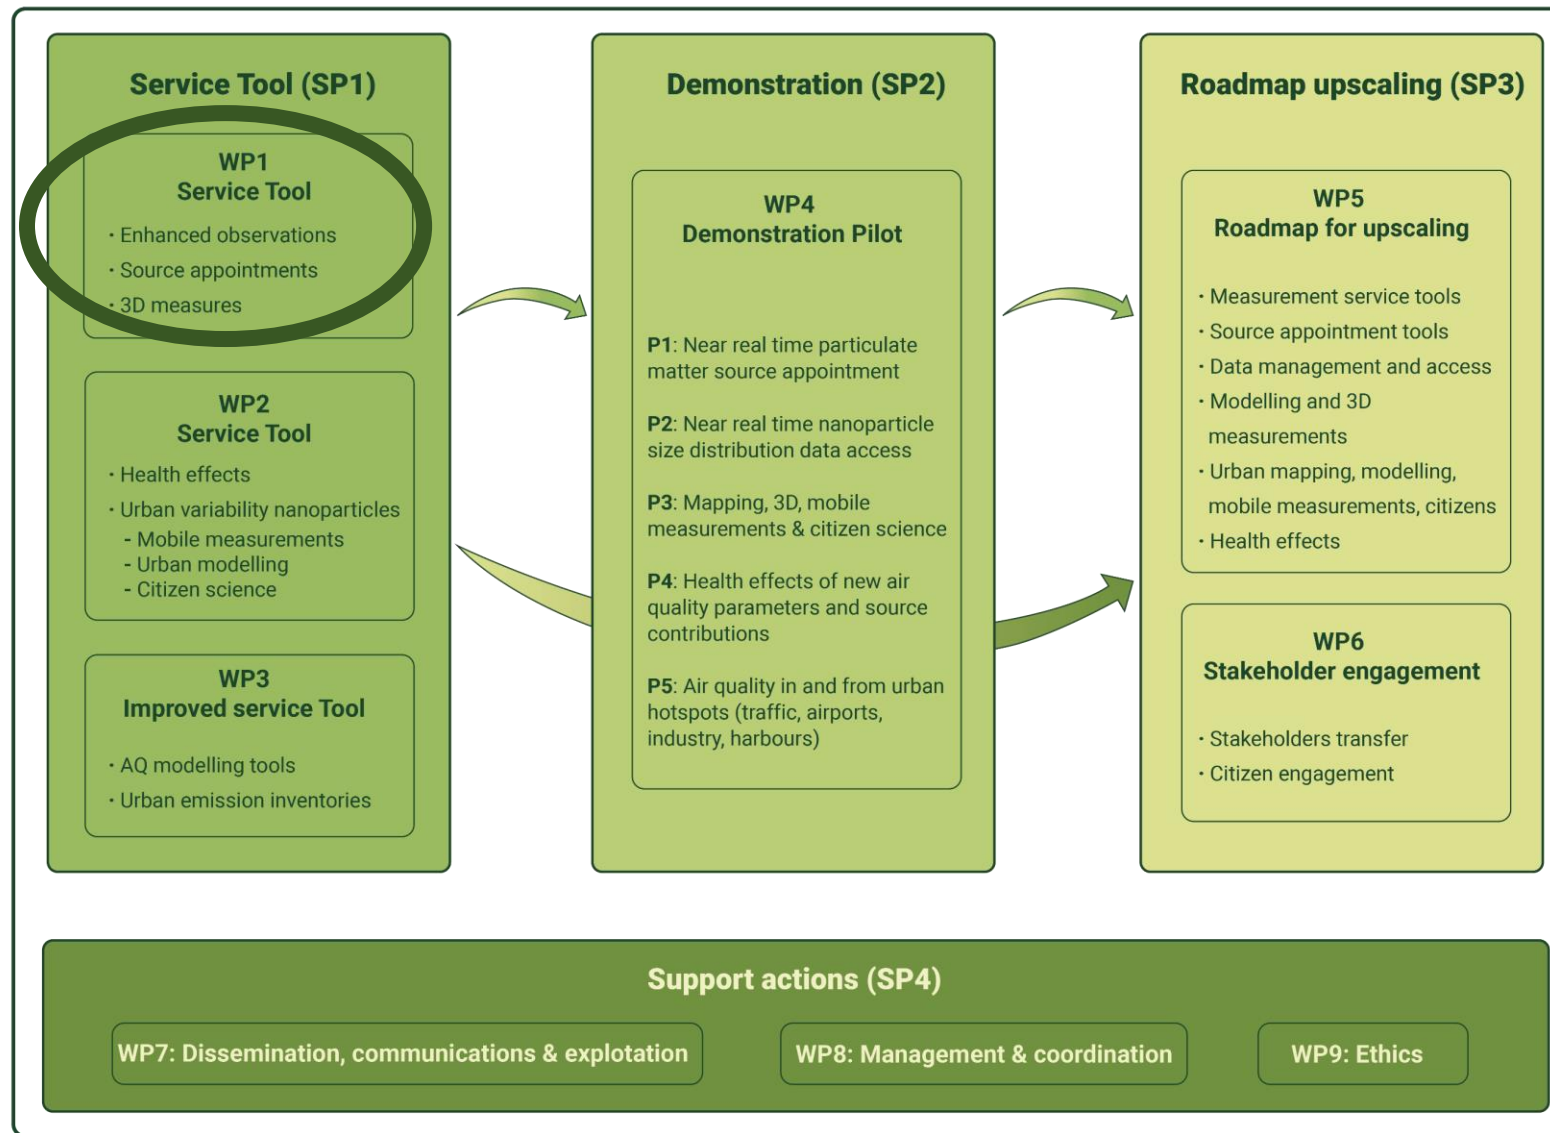 Service Tool (SP1)
WP1
Service Tool
· Enhanced observations
· Source appointments
· 3D measures
WP2
Service Tool
· Health effects
· Urban variability nanoparticles
- Mobile measurements
- Urban modelling
- Citizen science
WP3
Improved service Tool
· AQ modelling tools
· Urban emission inventories
Demonstration (SP2)
WP4
Demonstration Pilot
P1: Near real time particulate
matter source appointment
P2: Near real time nanoparticle
size distribution data access
P3: Mapping, 3D, mobile
measurements & citizen science
P4: Health effects of new air
quality parameters and source
contributions
P5: Air quality in and from urban
hotspots (traffic, airports,
industry, harbours)
Roadmap upscaling (SP3)
WP5
Roadmap for upscaling
· Measurement service tools
· Source appointment tools
· Data management and access
· Modelling and 3D
measurements
· Urban mapping, modelling,
mobile measurements, citizens
· Health effects
WP6
Stakeholder engagement
· Stakeholders transfer
· Citizen engagement
Support actions (SP4)
WP7: Dissemination, communications & explotation
WP8: Management & coordination
WP9: Ethics